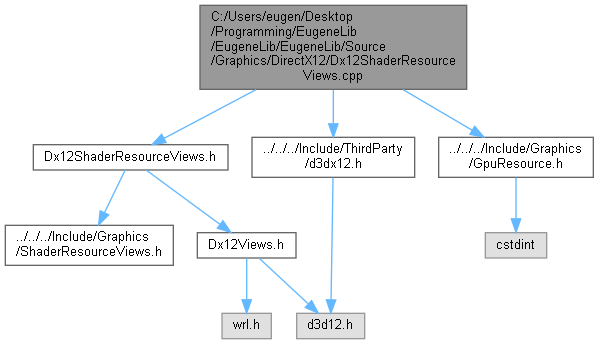 C:/Users/eugen/Desktop
/Programming/EugeneLib
/EugeneLib/EugeneLib/Source
/Graphics/DirectX12/Dx12ShaderResource
Views.cpp
Dx12ShaderResourceViews.h
../../../Include/ThirdParty
/d3dx12.h
../../../Include/Graphics
/GpuResource.h
../../../Include/Graphics
/ShaderResourceViews.h
Dx12Views.h
cstdint
wrl.h
d3d12.h